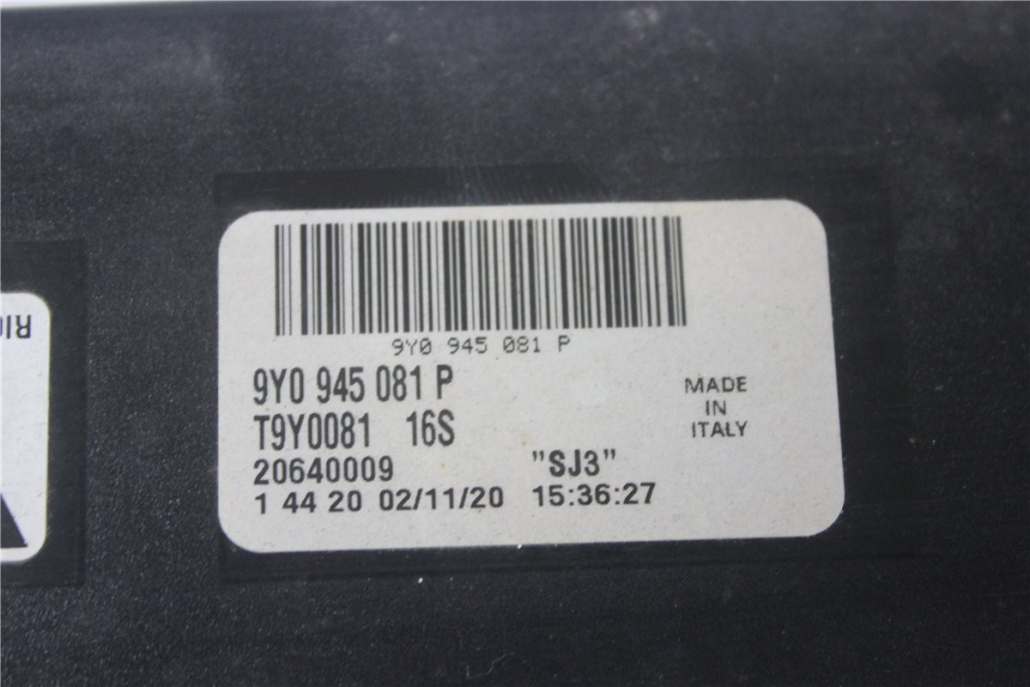 9Y0 945 081 P
9Y0 945 081 P
T9Y0081 16S
20640009 "SJ3"
1 44 20 02/11/20 15:36:27
MADE
IN
ITALY